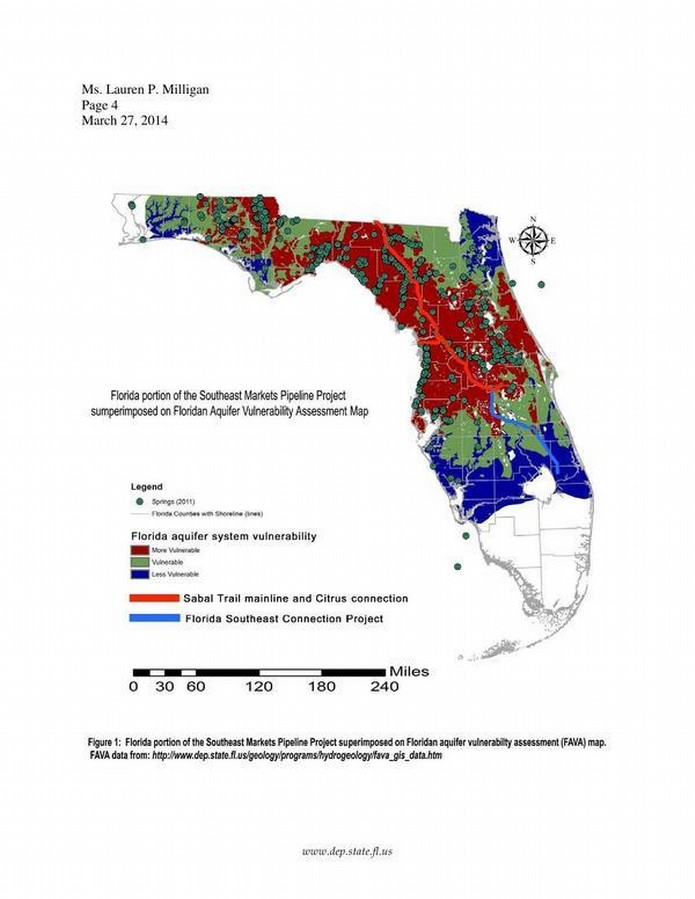 Ms. Lauren P. Milligan
Page 4
March 27, 2014
N
W
E
S
Florida portion of the Southeast Markets Pipeline Project
sumperimposed on Floridan Aquifer Vulnerability Assessment Map
Legend
Springs (2011)
Florida Counties with Shoreline (lines)
Florida aquifer system vulnerability
More Vulnerable
Vulnerable
Less Vulnerable
Sabal Trail mainline and Citrus connection
Florida Southeast Connection Project
Miles
0 30 60 120 180 240
Figure 1: Florida portion of the Southeast Markets Pipeline Project superimposed on Floridan aquifer vulnerabilty assessment (FAVA) map.
FAVA data from: http://www.dep.state.fl.us/geology/programs/hydrogeology/fava_gis_data.htm
www.dep.state.fl.us